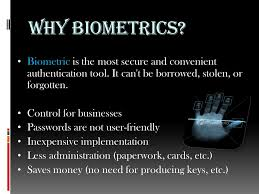 WHY BIOMETRICS?
• Biometric is the most secure and convenient
authentication tool. It can't be borrowed, stolen, or
forgotten.
• Control for businesses
• Passwords are not user-friendly
• Inexpensive implementation
• Less administration (paperwork, cards, etc.)
• Saves money (no need for producing keys, etc.)